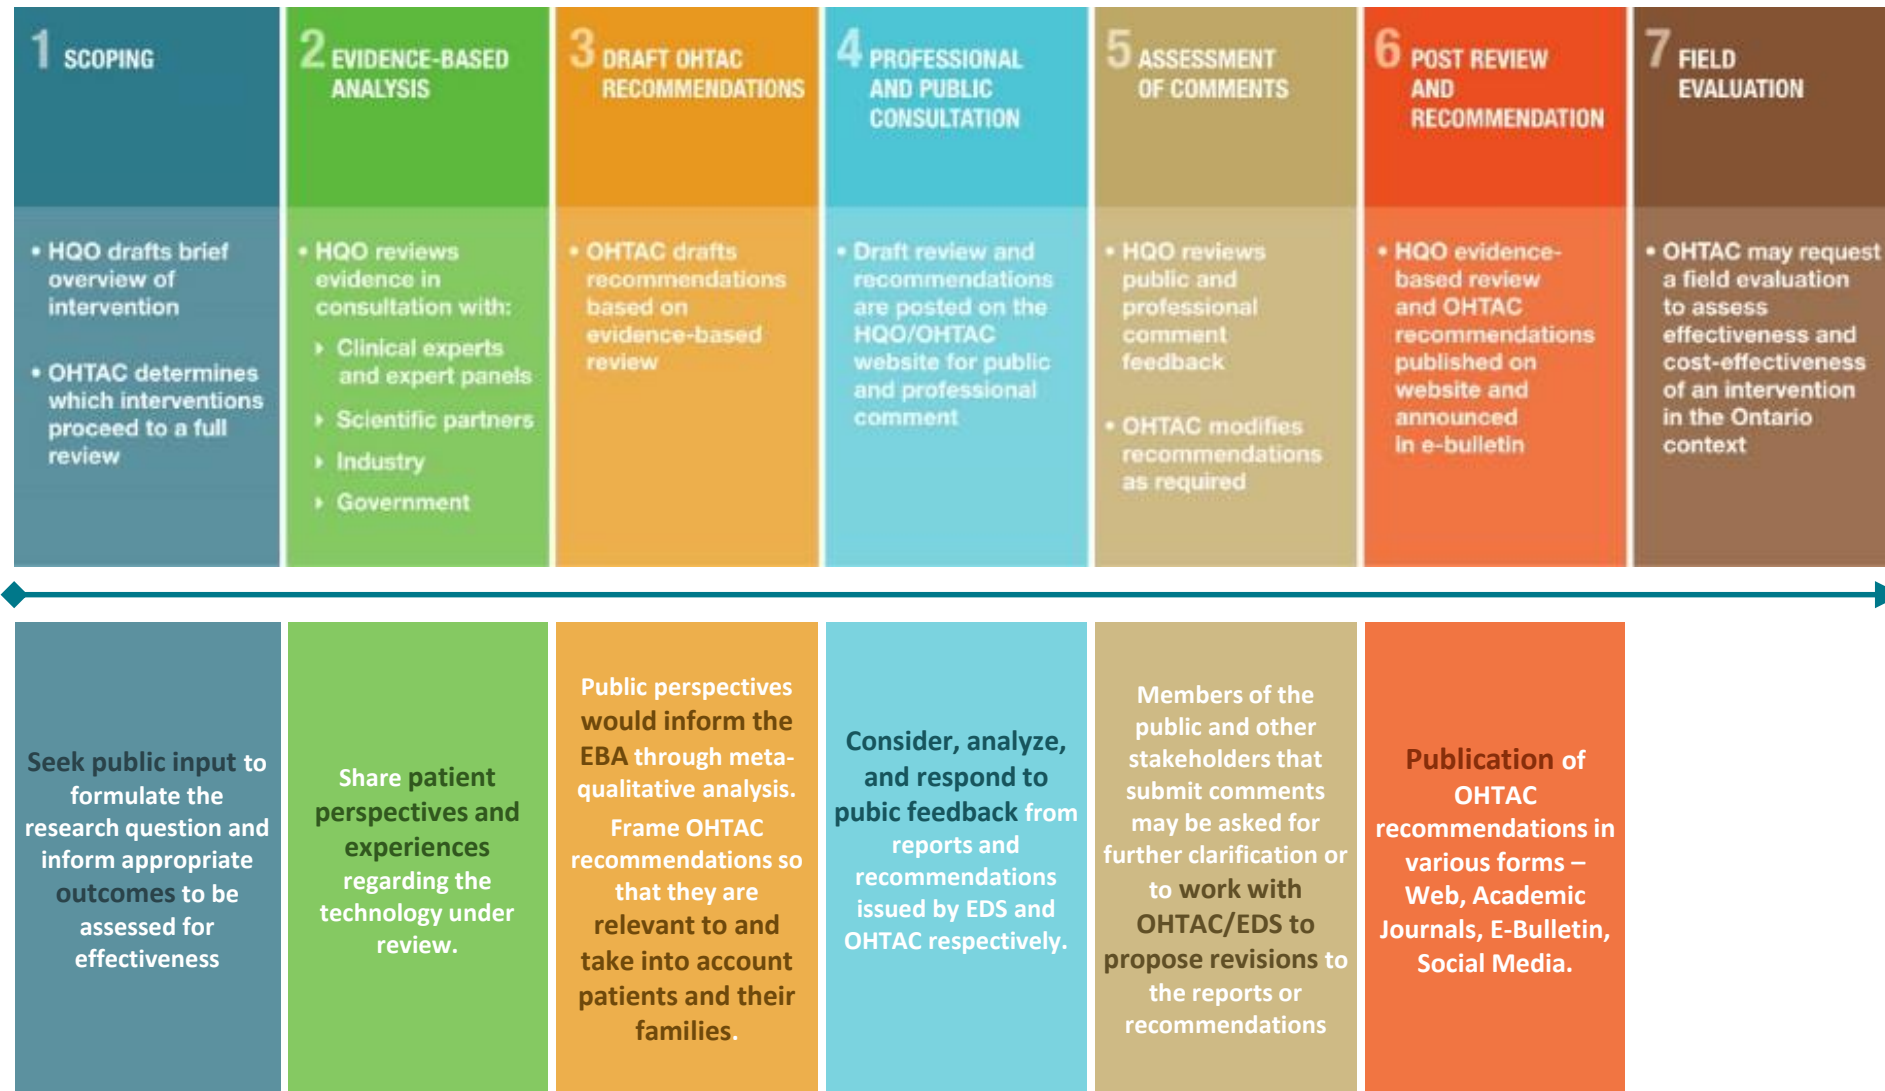 1 SCOPING
• HQO drafts brief
overview of
intervention
• OHTAC determines
which interventions
proceed to a full
review
2 EVIDENCE-BASED
ANALYSIS
• HQO reviews
evidence in
consultation with:
▸ Clinical experts
and expert panels
▸ Scientific partners
▸ Industry
▸ Government
3 DRAFT OHTAC
RECOMMENDATIONS
• OHTAC drafts
recommendations
based on
evidence-based
review
4 PROFESSIONAL
AND PUBLIC
CONSULTATION
• Draft review and
recommendations
are posted on the
HQO/OHTAC
website for public
and professional
comment
5 ASSESSMENT
OF COMMENTS
• HQO reviews
public and
professional
comment
feedback
• OHTAC modifies
recommendations
as required
6 POST REVIEW
AND
RECOMMENDATION
• HQO evidence-
based review
and OHTAC
recommendations
published on
website and
announced
in e-bulletin
7 FIELD
EVALUATION
• OHTAC may request
a field evaluation
to assess
effectiveness and
cost-effectiveness
of an intervention
in the Ontario
context
Seek public input to
formulate the
research question and
inform appropriate
outcomes to be
assessed for
effectiveness
Share patient
perspectives and
experiences
regarding the
technology under
review.
Public perspectives
would inform the
EBA through meta-
qualitative analysis.
Frame OHTAC
recommendations so
that they are
relevant to and
take into account
patients and their
families.
Consider, analyze,
and respond to
pubic feedback from
reports and
recommendations
issued by EDS and
OHTAC respectively.
Members of the
public and other
stakeholders that
submit comments
may be asked for
further clarification or
to work with
OHTAC/EDS to
propose revisions to
the reports or
recommendations
Publication of
OHTAC
recommendations in
various forms –
Web, Academic
Journals, E-Bulletin,
Social Media.